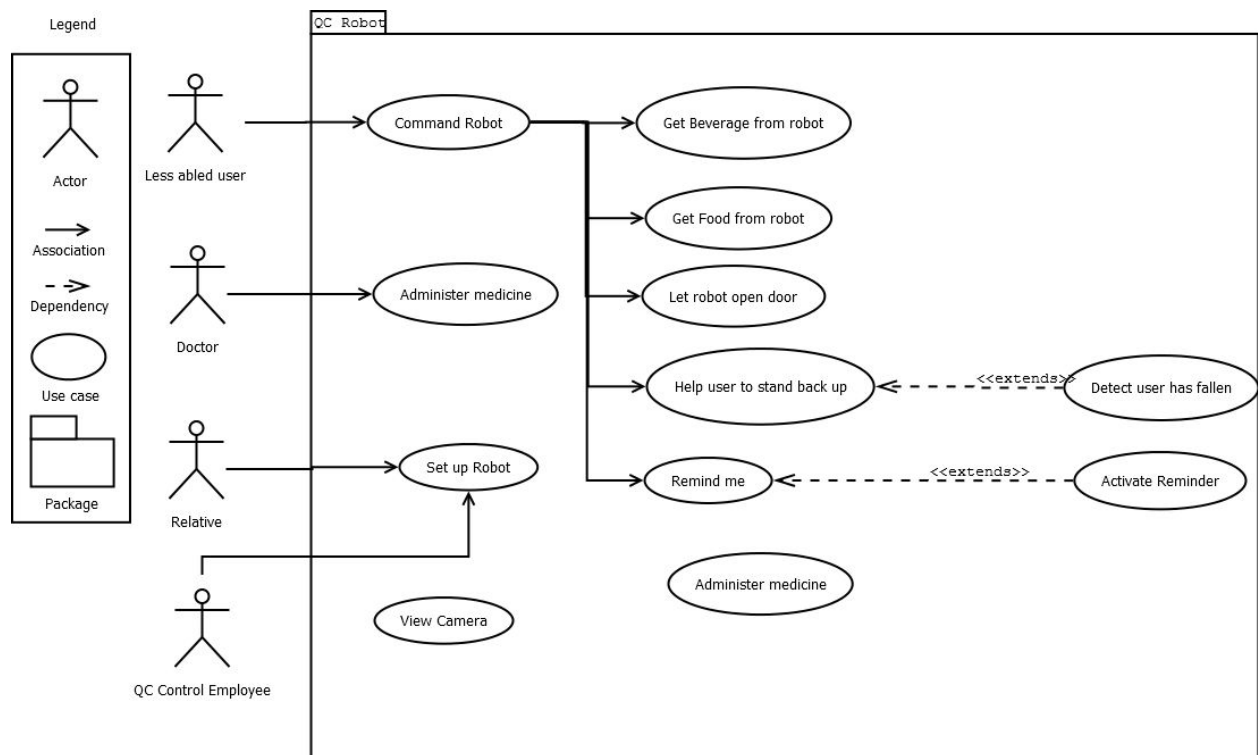 Legend
QC Robot
Actor
Association
Dependency
Use case
Package
Less abled user
Doctor
Relative
QC Control Employee
Command Robot
Get Beverage from robot
Get Food from robot
Administer medicine
Let robot open door
Help user to stand back up
<<extends>>
Detect user has fallen
Set up Robot
Remind me
<<extends>>
Activate Reminder
Administer medicine
View Camera